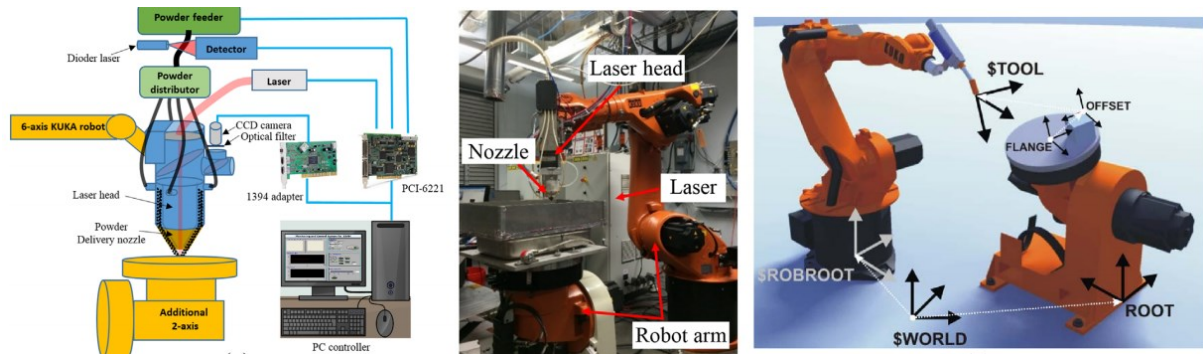 Powder feeder
Dioder laser
Detector
Powder
distributor
Laser
6-axis KUKA robot
CCD camera
Optical filter
Laser head
1394 adapter
PCI-6221
Powder
Delivery nozzle
Additional
2-axis
PC controller
Laser head
Nozzle
Laser
Robot arm
$TOOL
OFFSET
FLANGE
$ROBROOT
ROOT
$WORLD